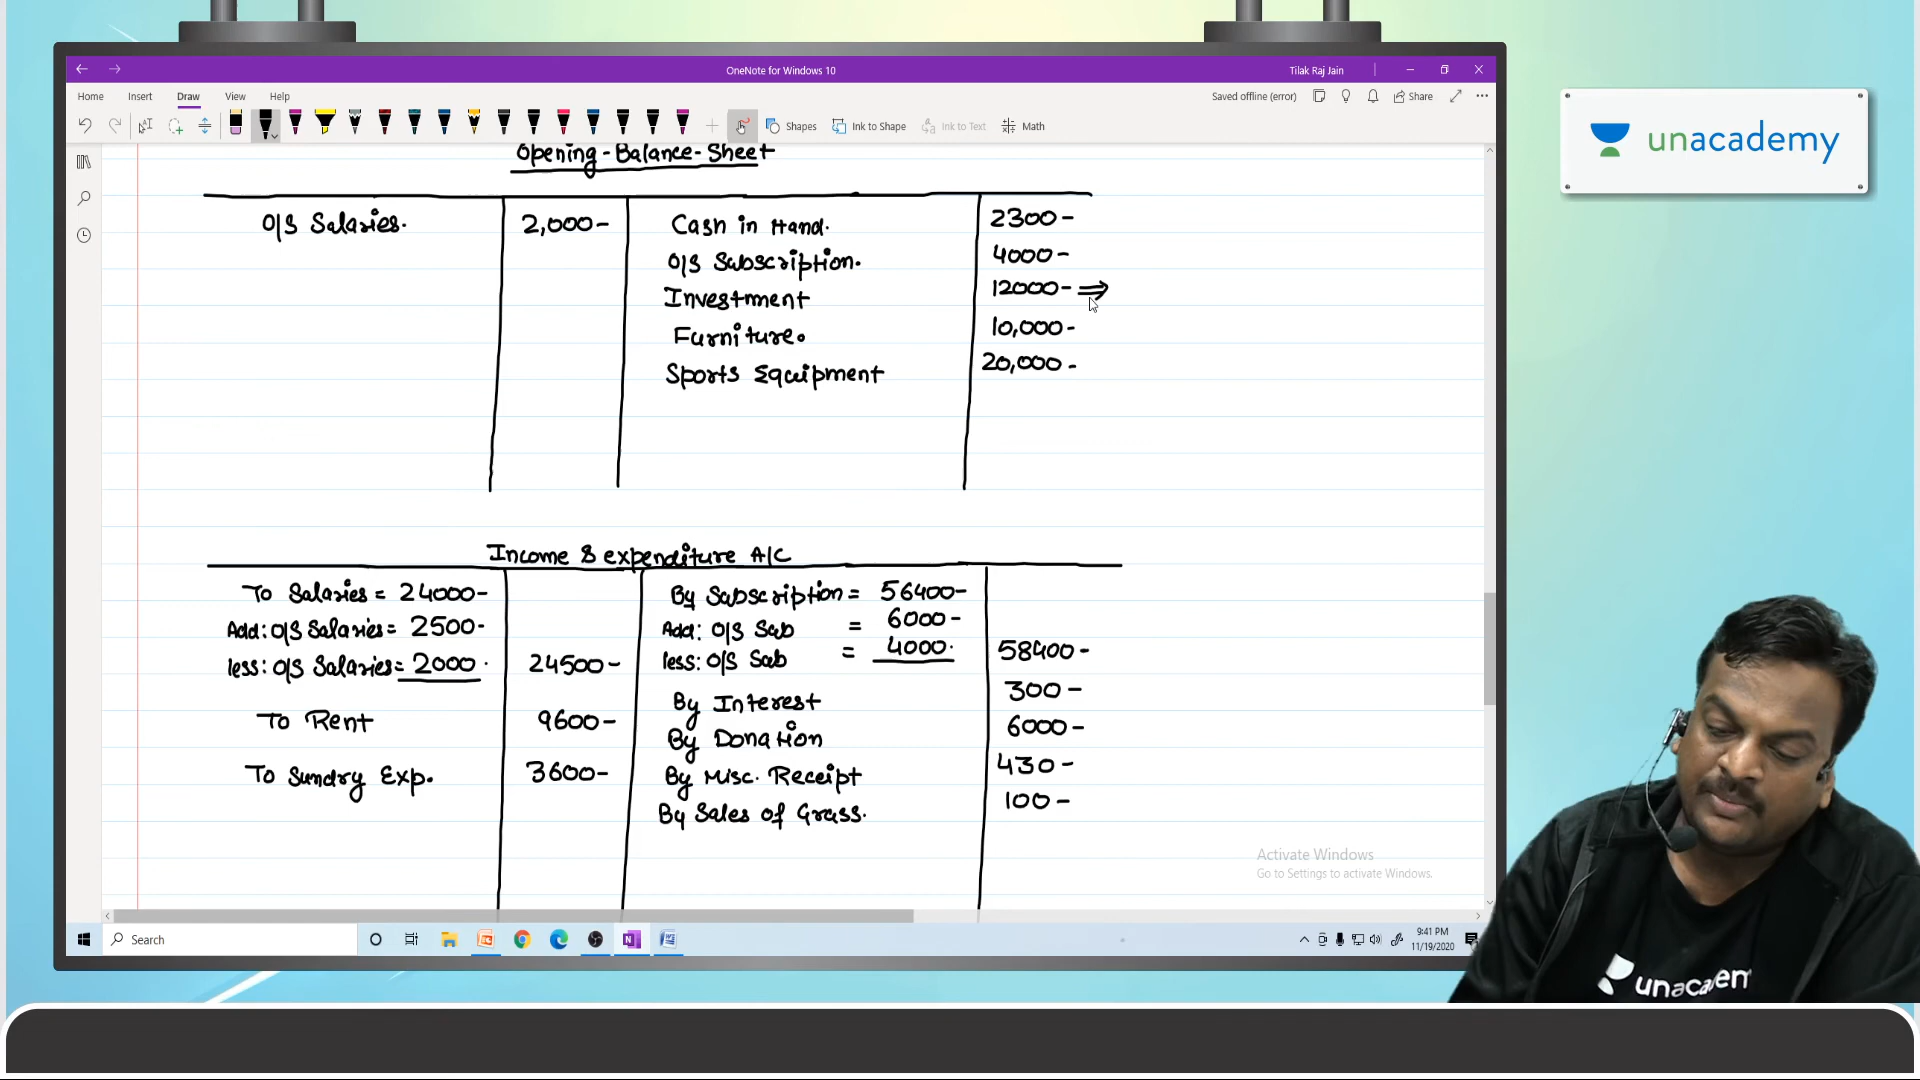 OneNote for Windows 10
Tilak Raj Jain
Home Insert Draw View Help
Saved offline (error) Share
Shapes Ink to Shape Ink to Text Math
Opening-Balance-Sheet
O/S Salaries. 2,000- Cash in Hand. 2300-
O/S Subscription. 4000-
Investment 12000- ⇒
Furniture. 10,000-
Sports Equipment 20,000-
Income & expenditure A/C
To Salaries = 24000- By Subscription = 56400-
Add: O/S Salaries = 2500- Add: O/S Sub = 6000-
less: O/S Salaries = 2000. 24500- less: O/S Sub = 4000. 58400-
By Interest 300-
To Rent 9600- By Donation 6000-
To Sundry Exp. 3600- By Misc. Receipt 430-
By Sales of Grass. 100-
Activate Windows
Go to Settings to activate Windows.
Search
9:41 PM
11/19/2020
unacademy
unacadem